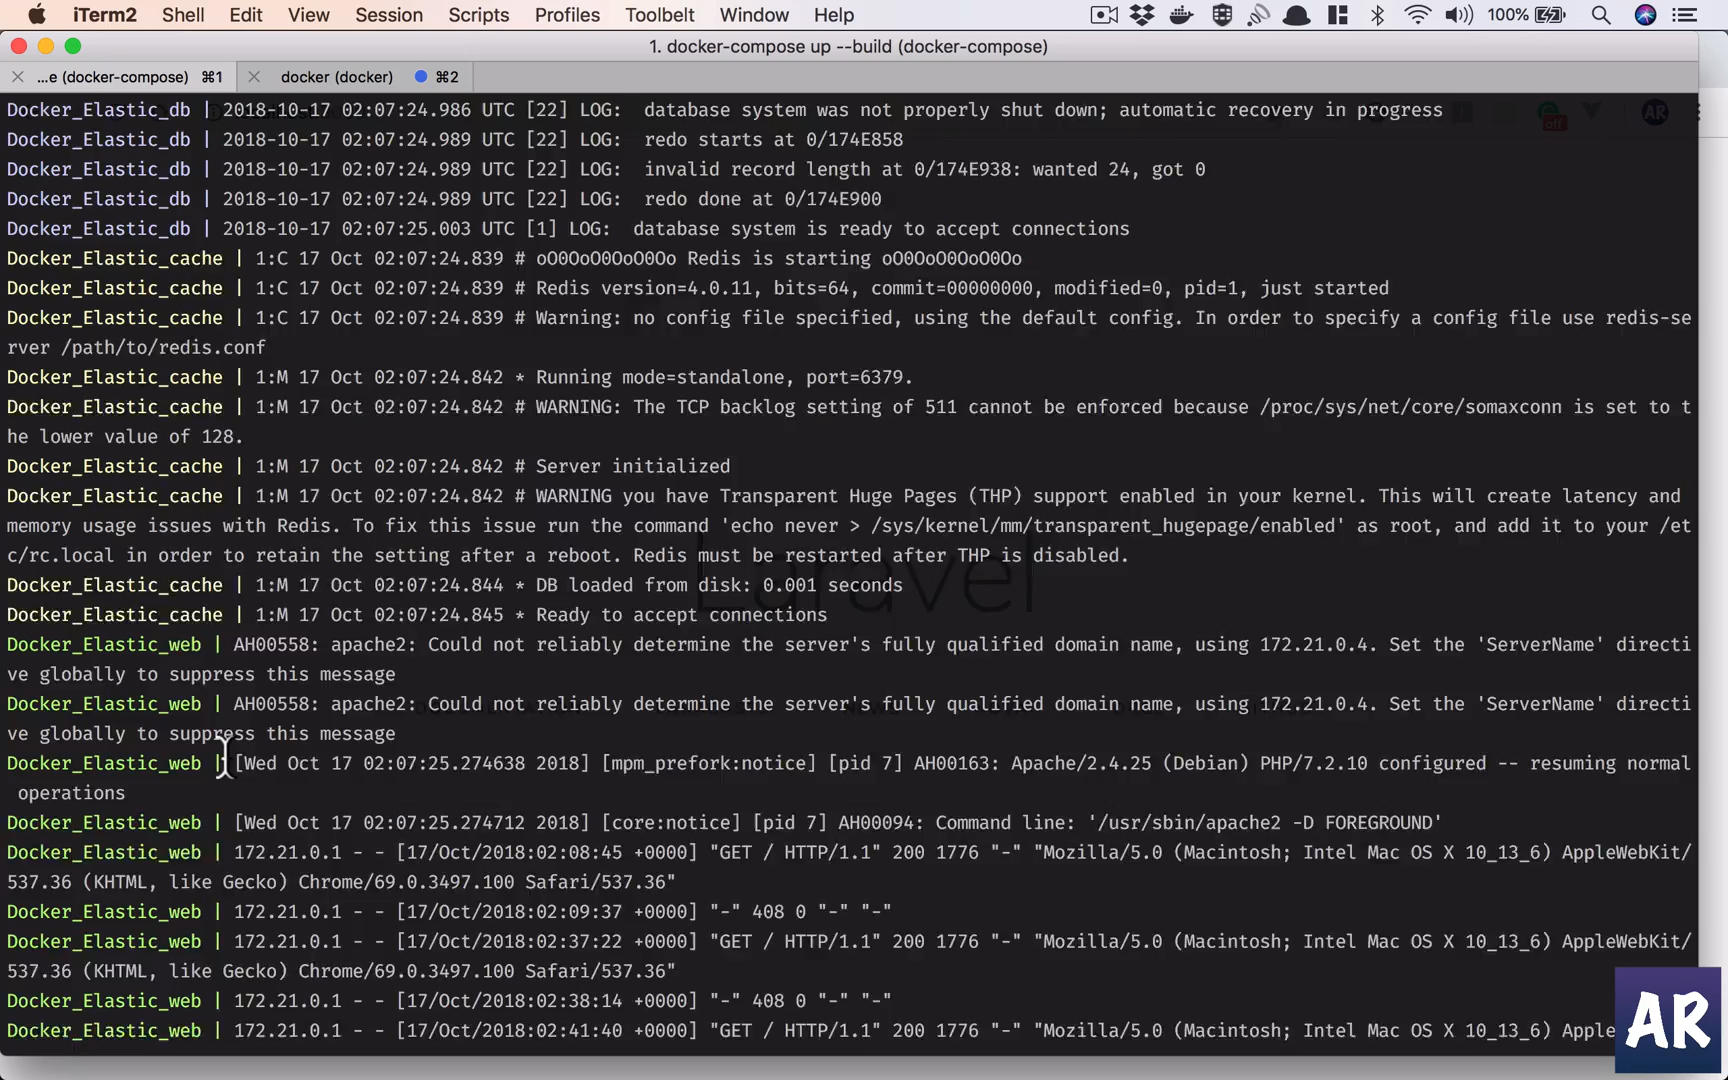 iTerm2 Shell Edit View Session Scripts Profiles Toolbelt Window Help 100%
1. docker-compose up --build (docker-compose)
...e (docker-compose) ⌘1 docker (docker) ⌘2
Docker_Elastic_db | 2018-10-17 02:07:24.986 UTC [22] LOG:  database system was not properly shut down; automatic recovery in progress
Docker_Elastic_db | 2018-10-17 02:07:24.989 UTC [22] LOG:  redo starts at 0/174E858
Docker_Elastic_db | 2018-10-17 02:07:24.989 UTC [22] LOG:  invalid record length at 0/174E938: wanted 24, got 0
Docker_Elastic_db | 2018-10-17 02:07:24.989 UTC [22] LOG:  redo done at 0/174E900
Docker_Elastic_db | 2018-10-17 02:07:25.003 UTC [1] LOG:  database system is ready to accept connections
Docker_Elastic_cache | 1:C 17 Oct 02:07:24.839 # oO0OoO0OoO0Oo Redis is starting oO0OoO0OoO0Oo
Docker_Elastic_cache | 1:C 17 Oct 02:07:24.839 # Redis version=4.0.11, bits=64, commit=00000000, modified=0, pid=1, just started
Docker_Elastic_cache | 1:C 17 Oct 02:07:24.839 # Warning: no config file specified, using the default config. In order to specify a config file use redis-se
rver /path/to/redis.conf
Docker_Elastic_cache | 1:M 17 Oct 02:07:24.842 * Running mode=standalone, port=6379.
Docker_Elastic_cache | 1:M 17 Oct 02:07:24.842 # WARNING: The TCP backlog setting of 511 cannot be enforced because /proc/sys/net/core/somaxconn is set to t
he lower value of 128.
Docker_Elastic_cache | 1:M 17 Oct 02:07:24.842 # Server initialized
Docker_Elastic_cache | 1:M 17 Oct 02:07:24.842 # WARNING you have Transparent Huge Pages (THP) support enabled in your kernel. This will create latency and
memory usage issues with Redis. To fix this issue run the command 'echo never > /sys/kernel/mm/transparent_hugepage/enabled' as root, and add it to your /et
c/rc.local in order to retain the setting after a reboot. Redis must be restarted after THP is disabled.
Docker_Elastic_cache | 1:M 17 Oct 02:07:24.844 * DB loaded from disk: 0.001 seconds
Docker_Elastic_cache | 1:M 17 Oct 02:07:24.845 * Ready to accept connections
Docker_Elastic_web | AH00558: apache2: Could not reliably determine the server's fully qualified domain name, using 172.21.0.4. Set the 'ServerName' directi
ve globally to suppress this message
Docker_Elastic_web | AH00558: apache2: Could not reliably determine the server's fully qualified domain name, using 172.21.0.4. Set the 'ServerName' directi
ve globally to suppress this message
Docker_Elastic_web | [Wed Oct 17 02:07:25.274638 2018] [mpm_prefork:notice] [pid 7] AH00163: Apache/2.4.25 (Debian) PHP/7.2.10 configured -- resuming normal
operations
Docker_Elastic_web | [Wed Oct 17 02:07:25.274712 2018] [core:notice] [pid 7] AH00094: Command line: '/usr/sbin/apache2 -D FOREGROUND'
Docker_Elastic_web | 172.21.0.1 - - [17/Oct/2018:02:08:45 +0000] "GET / HTTP/1.1" 200 1776 "-" "Mozilla/5.0 (Macintosh; Intel Mac OS X 10_13_6) AppleWebKit/
537.36 (KHTML, like Gecko) Chrome/69.0.3497.100 Safari/537.36"
Docker_Elastic_web | 172.21.0.1 - - [17/Oct/2018:02:09:37 +0000] "-" 408 0 "-" "-"
Docker_Elastic_web | 172.21.0.1 - - [17/Oct/2018:02:37:22 +0000] "GET / HTTP/1.1" 200 1776 "-" "Mozilla/5.0 (Macintosh; Intel Mac OS X 10_13_6) AppleWebKit/
537.36 (KHTML, like Gecko) Chrome/69.0.3497.100 Safari/537.36"
Docker_Elastic_web | 172.21.0.1 - - [17/Oct/2018:02:38:14 +0000] "-" 408 0 "-" "-"
Docker_Elastic_web | 172.21.0.1 - - [17/Oct/2018:02:41:40 +0000] "GET / HTTP/1.1" 200 1776 "-" "Mozilla/5.0 (Macintosh; Intel Mac OS X 10_13_6) Apple
Laravel
off
AR
AR